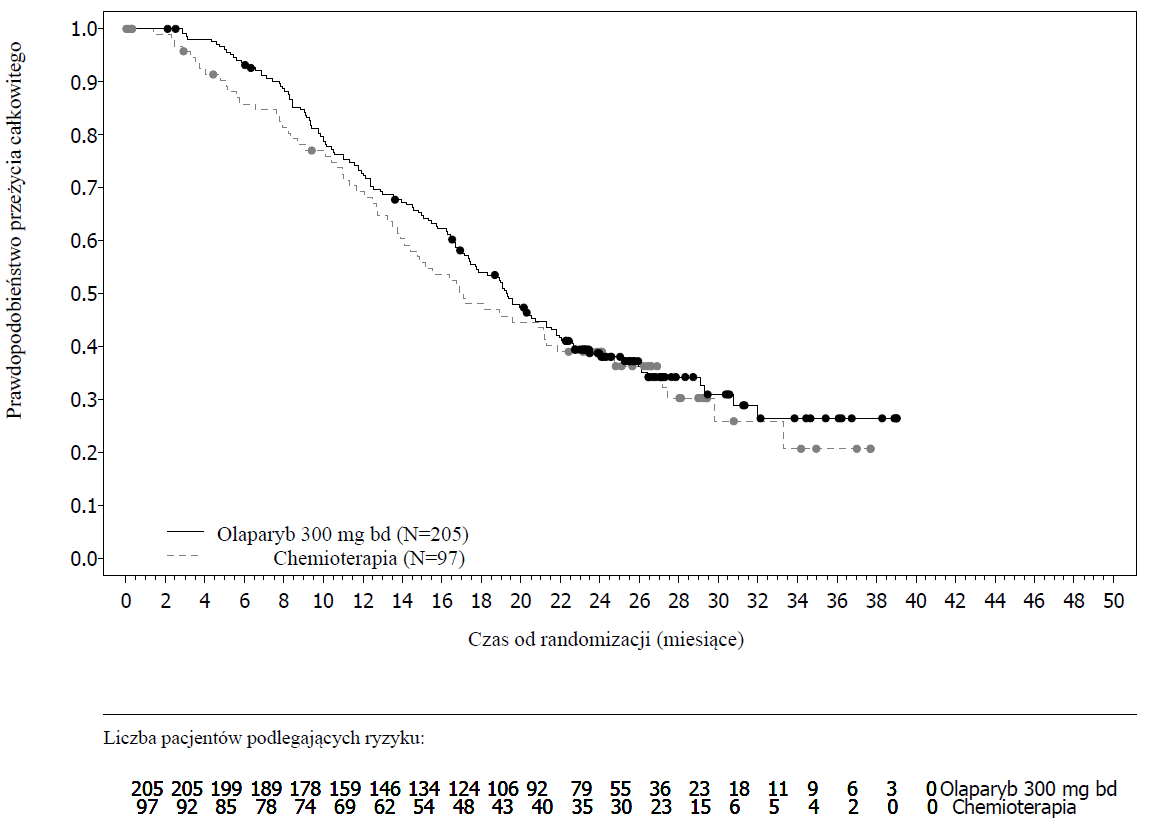 Prawdopodobieństwo przeżycia całkowitego
1.0
0.9
0.8
0.7
0.6
0.5
0.4
0.3
0.2
0.1
0.0
Olaparyb 300 mg bd (N=205)
Chemioterapia (N=97)
0 2 4 6 8 10 12 14 16 18 20 22 24 26 28 30 32 34 36 38 40 42 44 46 48 50
Czas od randomizacji (miesiące)
Liczba pacjentów podlegających ryzyku:
205 205 199 189 178 159 146 134 124 106 92 79 55 36 23 18 11 9 6 3 0 Olaparyb 300 mg bd
97 92 85 78 74 69 62 54 48 43 40 35 30 23 15 6 5 4 2 0 0 Chemioterapia